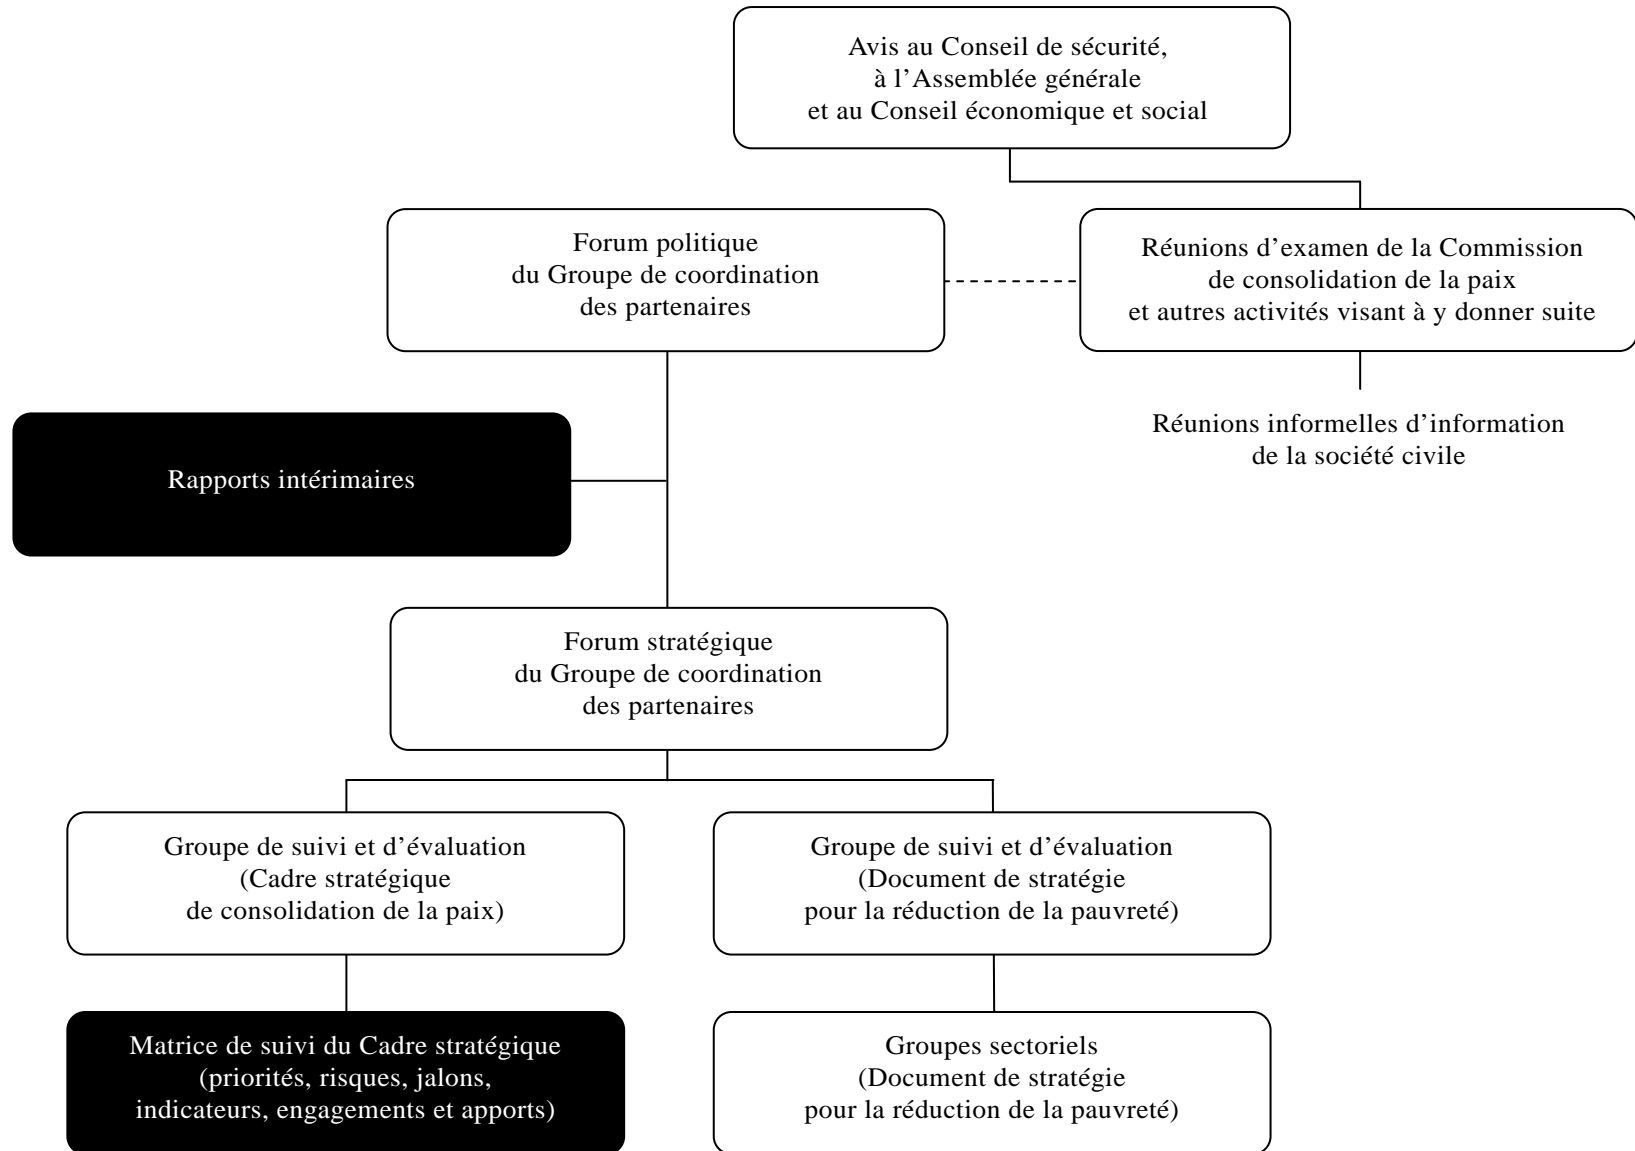 Avis au Conseil de sécurité,
à l’Assemblée générale
et au Conseil économique et social
Forum politique
du Groupe de coordination
des partenaires
Réunions d’examen de la Commission
de consolidation de la paix
et autres activités visant à y donner suite
Rapports intérimaires
Réunions informelles d’information
de la société civile
Forum stratégique
du Groupe de coordination
des partenaires
Groupe de suivi et d’évaluation
(Cadre stratégique
de consolidation de la paix)
Groupe de suivi et d’évaluation
(Document de stratégie
pour la réduction de la pauvreté)
Matrice de suivi du Cadre stratégique
(priorités, risques, jalons,
indicateurs, engagements et apports)
Groupes sectoriels
(Document de stratégie
pour la réduction de la pauvreté)